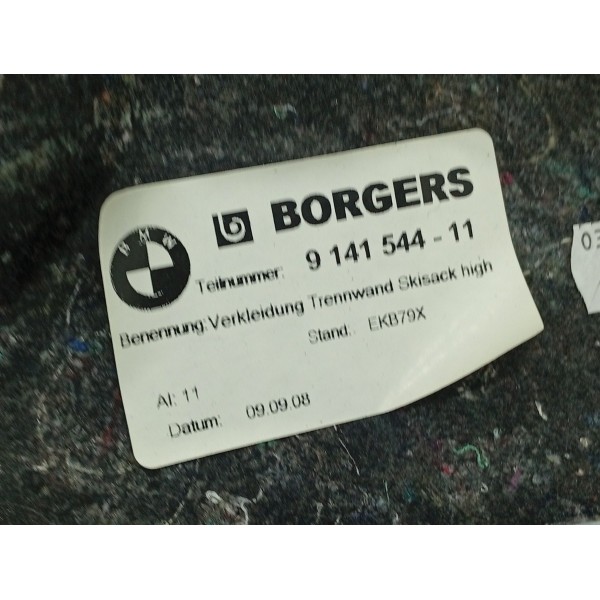 BMW
BORGERS
Teilnummer: 9 141 544 - 11
Benennung: Verkleidung Trennwand Skisack high
Stand.: EKB79X
AI: 11
Datum: 09.09.08